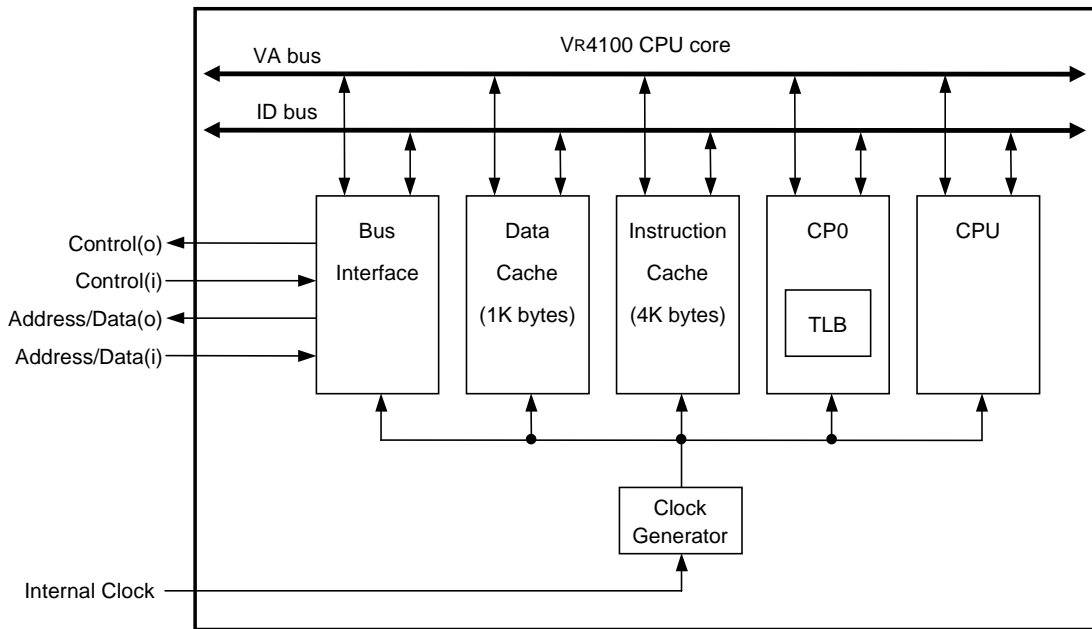 VR4100 CPU core
VA bus
ID bus
Control(o)
Control(i)
Address/Data(o)
Address/Data(i)
Bus
Interface
Data
Cache
(1K bytes)
Instruction
Cache
(4K bytes)
CP0
TLB
CPU
Clock
Generator
Internal Clock